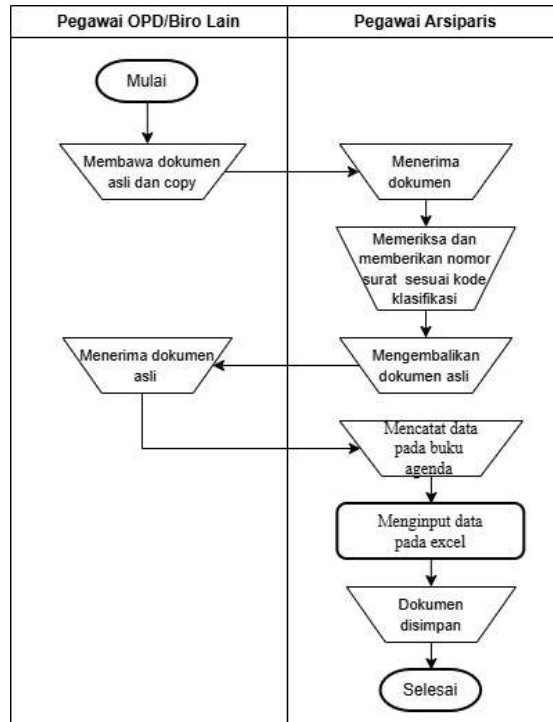 Pegawai OPD/Biro Lain
Pegawai Arsiparis
Mulai
Membawa dokumen
asli dan copy
Menerima
dokumen
Memeriksa dan
memberikan nomor
surat sesuai kode
klasifikasi
Mengembalikan
dokumen asli
Menerima dokumen
asli
Mencatat data
pada buku
agenda
Menginput data
pada excel
Dokumen
disimpan
Selesai